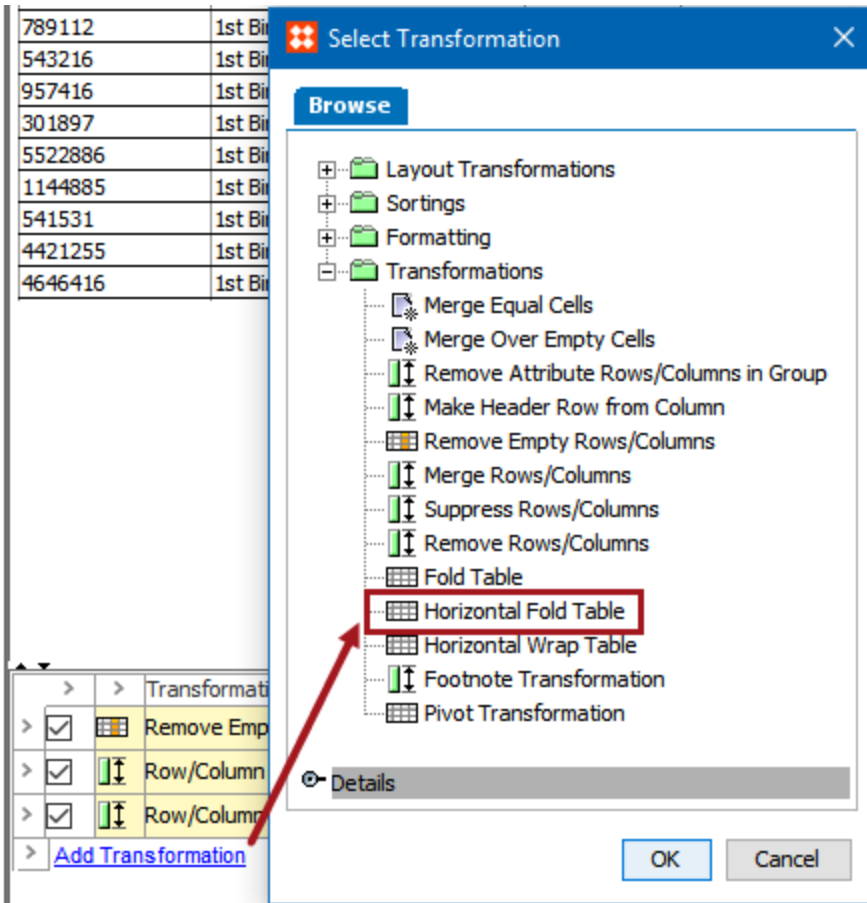 789112 1st Bi
543216 1st Bi
957416 1st Bi
301897 1st Bi
5522886 1st Bi
1144885 1st Bi
541531 1st Bi
4421255 1st Bi
4646416 1st Bi
Select Transformation
Browse
Layout Transformations
Sortings
Formatting
Transformations
Merge Equal Cells
Merge Over Empty Cells
Remove Attribute Rows/Columns in Group
Make Header Row from Column
Remove Empty Rows/Columns
Merge Rows/Columns
Suppress Rows/Columns
Remove Rows/Columns
Fold Table
Horizontal Fold Table
Horizontal Wrap Table
Footnote Transformation
Pivot Transformation
Details
OK Cancel
> > Transformati
> Remove Emp
> Row/Column
> Row/Column
> Add Transformation